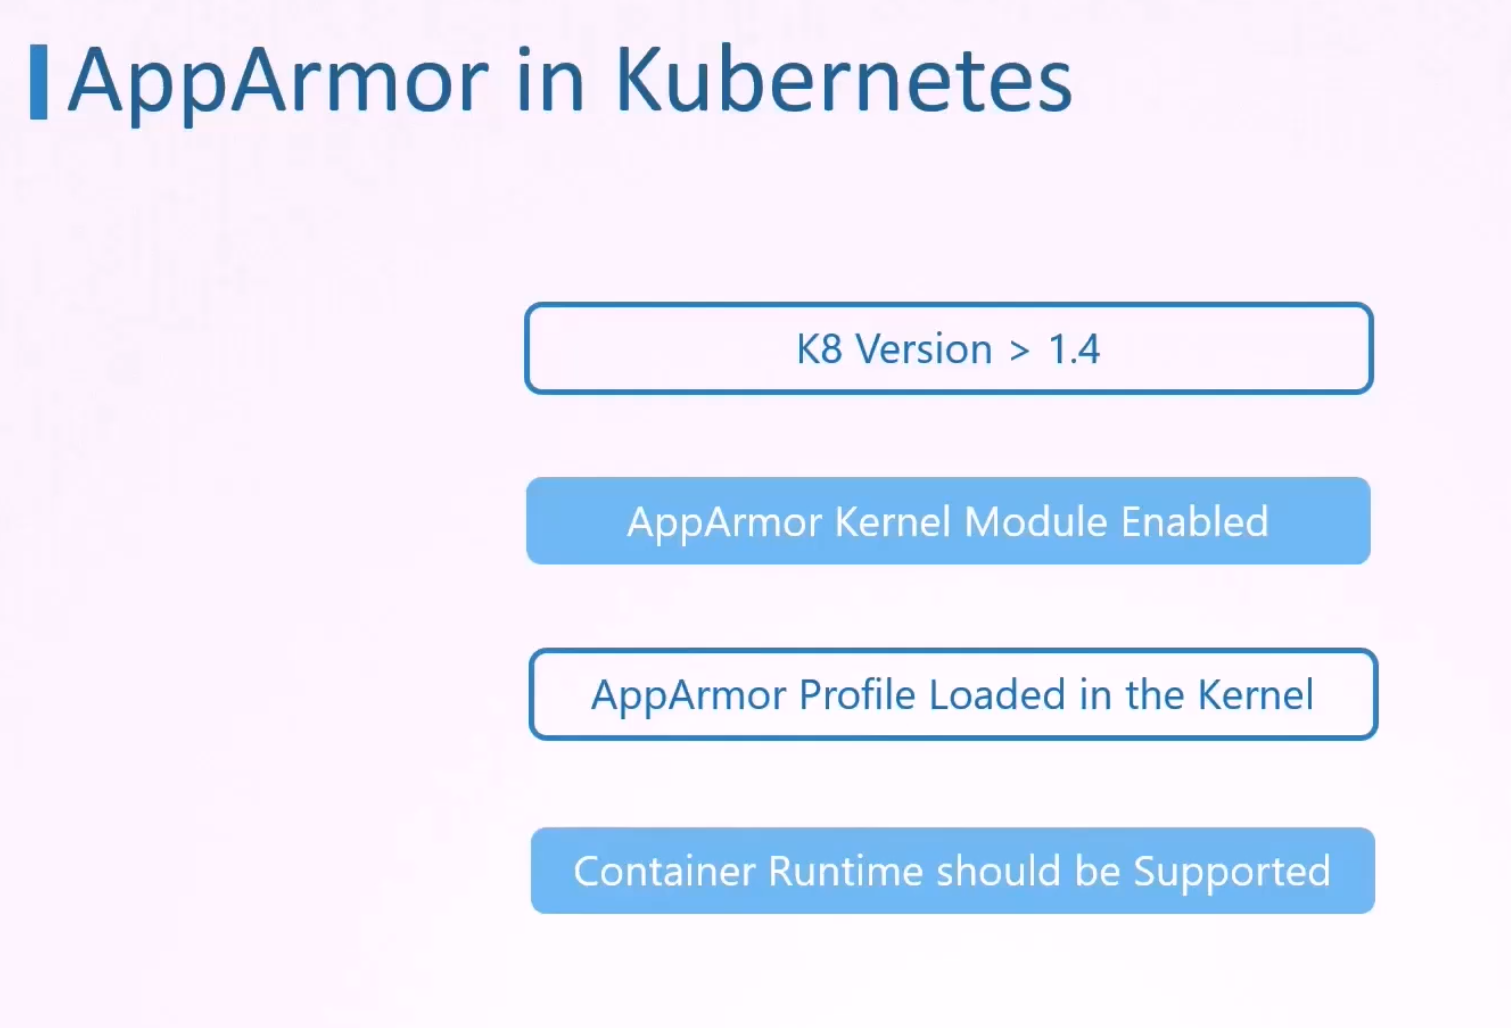 AppArmor in Kubernetes
K8 Version > 1.4
AppArmor Kernel Module Enabled
AppArmor Profile Loaded in the Kernel
Container Runtime should be Supported